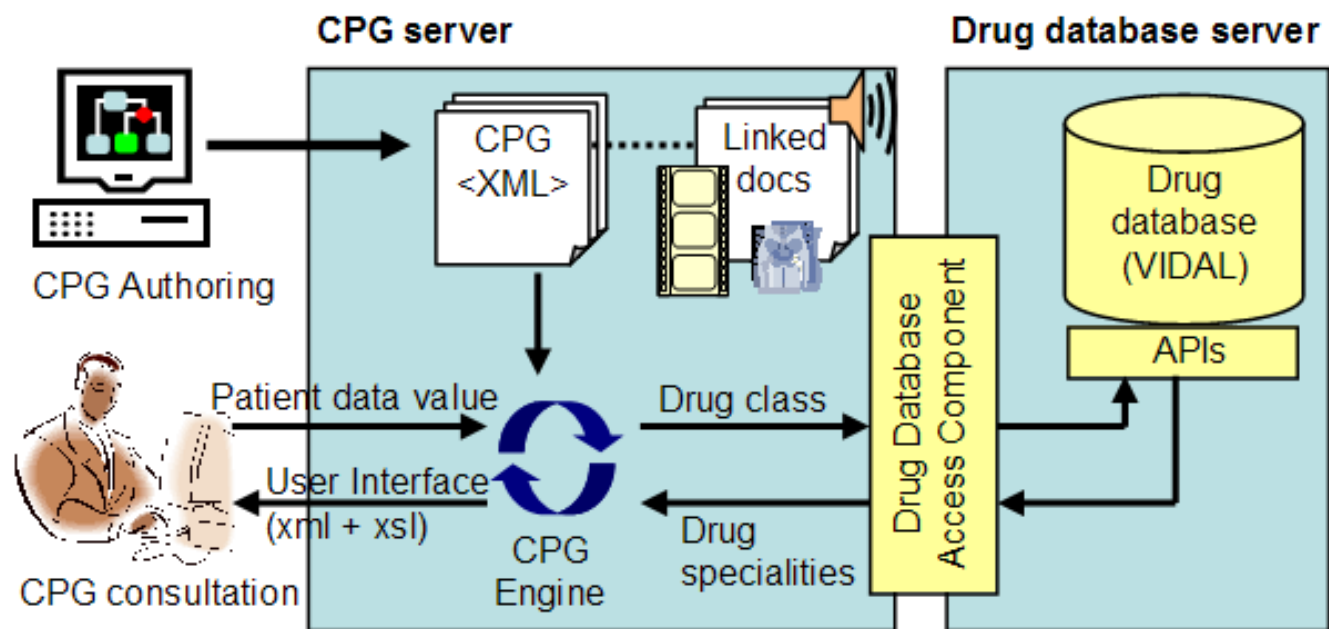 CPG server
Drug database server
CPG
<XML>
Linked
docs
Drug
database
(VIDAL)
CPG Authoring
APIs
Patient data value
Drug class
Drug Database
Access Component
User Interface
(xml + xsl)
Drug
specialities
CPG
Engine
CPG consultation